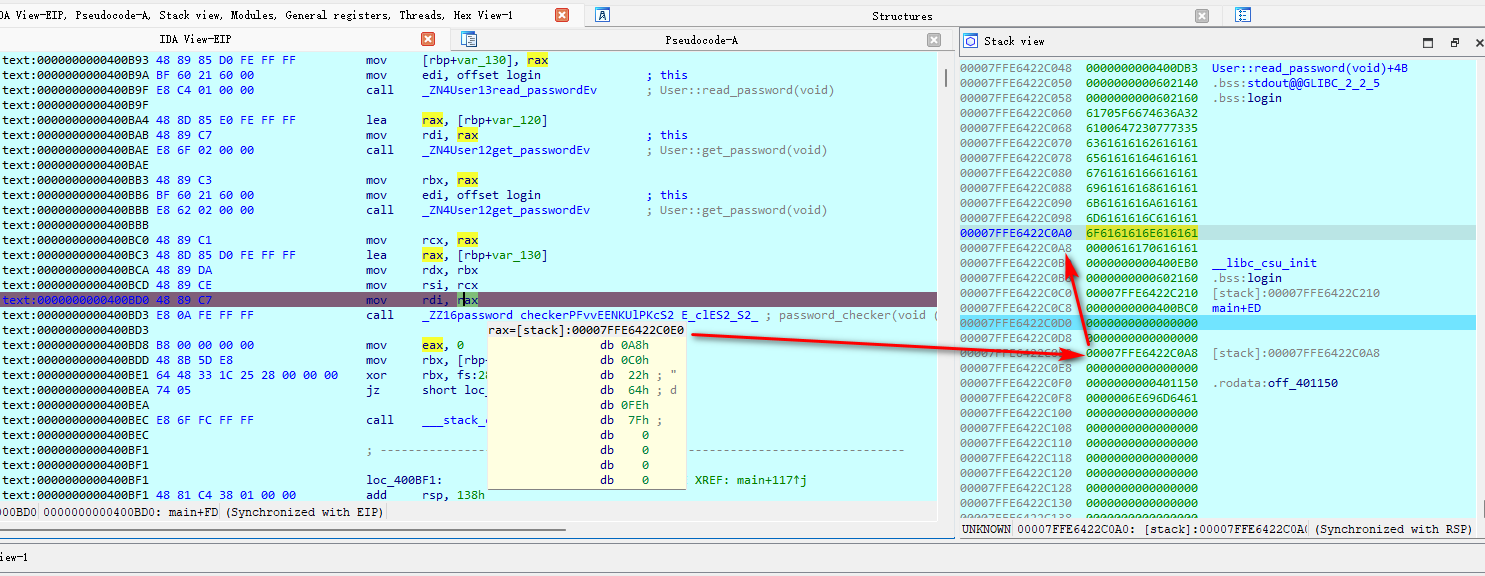 DA View-EIP, Pseudocode-A, Stack view, Modules, General registers, Threads, Hex View-1
Structures
IDA View-EIP
Pseudocode-A
text:0000000000400B93 48 89 85 D0 FE FF FF mov [rbp+var_130], rax
text:0000000000400B9A BF 60 21 60 00 mov edi, offset login ; this
text:0000000000400B9F E8 C4 01 00 00 call _ZN4User13read_passwordEv ; User::read_password(void)
text:0000000000400B9F
text:0000000000400BA4 48 8D 85 E0 FE FF FF lea rax, [rbp+var_120]
text:0000000000400BAB 48 89 C7 mov rdi, rax ; this
text:0000000000400BAE E8 6F 02 00 00 call _ZN4User12get_passwordEv ; User::get_password(void)
text:0000000000400BAE
text:0000000000400BB3 48 89 C3 mov rbx, rax
text:0000000000400BB6 BF 60 21 60 00 mov edi, offset login ; this
text:0000000000400BBB E8 62 02 00 00 call _ZN4User12get_passwordEv ; User::get_password(void)
text:0000000000400BBB
text:0000000000400BC0 48 89 C1 mov rcx, rax
text:0000000000400BC3 48 8D 85 D0 FE FF FF lea rax, [rbp+var_130]
text:0000000000400BCA 48 89 DA mov rdx, rbx
text:0000000000400BCD 48 89 CE mov rsi, rcx
text:0000000000400BD0 48 89 C7 mov rdi, rax
text:0000000000400BD3 E8 0A FE FF FF call _ZZ16password_checkerPFvvEENKUlPKcS2_E_clES2_S2_ ; password_checker(void (
text:0000000000400BD3
text:0000000000400BD8 B8 00 00 00 00 mov eax, 0
text:0000000000400BDD 48 8B 5D E8 mov rbx, [rbp-
text:0000000000400BE1 64 48 33 1C 25 28 00 00 00 xor rbx, fs:28
text:0000000000400BEA 74 05 jz short loc_
text:0000000000400BEA
text:0000000000400BEC E8 6F FC FF FF call ___stack_c
text:0000000000400BEC
text:0000000000400BF1 ; ---------------------------------------------------------------------------
text:0000000000400BF1
text:0000000000400BF1 loc_400BF1: XREF: main+117↑j
text:0000000000400BF1 48 81 C4 38 01 00 00 add rsp, 138h
00BD0 0000000000400BD0: main+FD (Synchronized with EIP)
rax=[stack]:00007FFE6422C0E0
db 0A8h
db 0C0h
db 22h ; "
db 64h ; d
db 0FEh
db 7Fh ;
db 0
db 0
db 0
db 0
Stack view
00007FFE6422C048 0000000000400DB3 User::read_password(void)+4B
00007FFE6422C050 0000000000602140 .bss:stdout@@GLIBC_2_2_5
00007FFE6422C058 0000000000602160 .bss:login
00007FFE6422C060 61705F6674636A32
00007FFE6422C068 6100647230777335
00007FFE6422C070 6361616162616161
00007FFE6422C078 6561616164616161
00007FFE6422C080 6761616166616161
00007FFE6422C088 6961616168616161
00007FFE6422C090 6B6161616A616161
00007FFE6422C098 6D6161616C616161
00007FFE6422C0A0 6F6161616E616161
00007FFE6422C0A8 0000616170616161
00007FFE6422C0B 0000000000400EB0 __libc_csu_init
00007FFE6422C0B 0000000000602160 .bss:login
00007FFE6422C0C0 00007FFE6422C210 [stack]:00007FFE6422C210
00007FFE6422C0C8 0000000000400BC0 main+ED
00007FFE6422C0D0 0000000000000000
00007FFE6422C0D8 0000000000000000
00007FFE6422C0 00007FFE6422C0A8 [stack]:00007FFE6422C0A8
00007FFE6422C0E8 0000000000000000
00007FFE6422C0F0 0000000000401150 .rodata:off_401150
00007FFE6422C0F8 0000006E696D6461
00007FFE6422C100 0000000000000000
00007FFE6422C108 0000000000000000
00007FFE6422C110 0000000000000000
00007FFE6422C118 0000000000000000
00007FFE6422C120 0000000000000000
00007FFE6422C128 0000000000000000
00007FFE6422C130 0000000000000000
00007FFE6422C138 0000000000000000
UNKNOWN 00007FFE6422C0A0: [stack]:00007FFE6422C0A0 (Synchronized with RSP)
iew-1